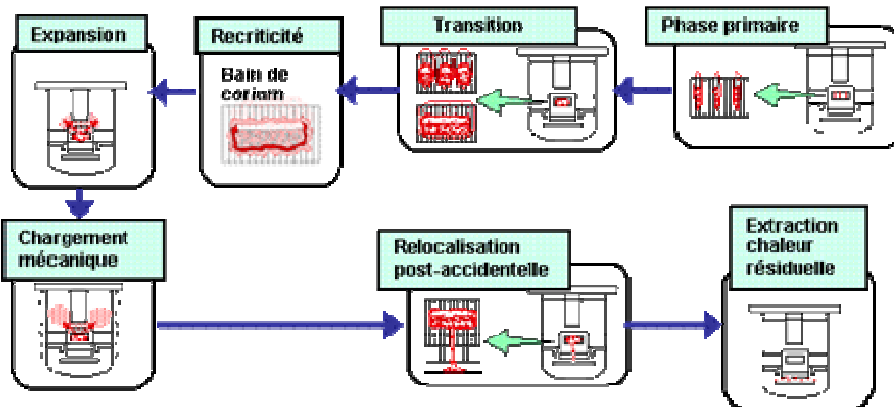 Expansion
Recriticité
Transition
Phase primaire
Bain de
corium
Chargement
mécanique
Relocalisation
post-accidentelle
Extraction
chaleur
résiduelle